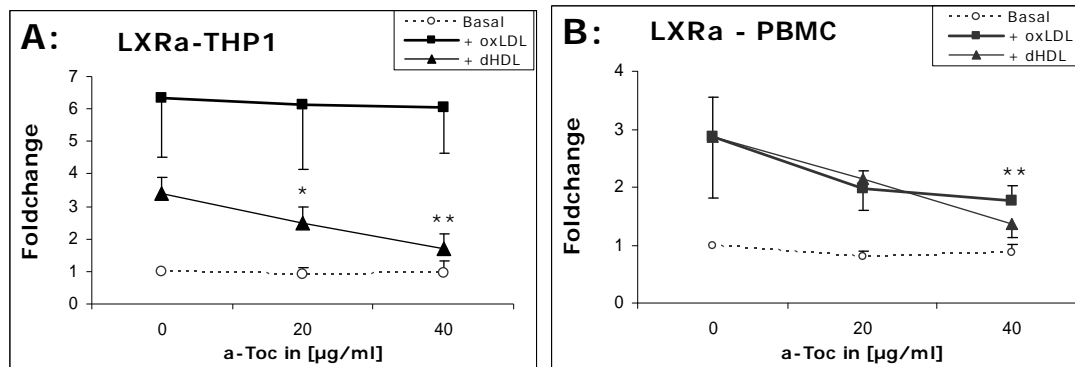 A:
LXRa-THP1
Basal
+ oxLDL
+ dHDL
7
6
5
4
3
2
1
0
Foldchange
*
**
0 20 40
a-Toc in [µg/ml]
B:
LXRa - PBMC
Basal
+ oxLDL
+ dHDL
4
3
2
1
0
Foldchange
**
0 20 40
a-Toc in [µg/ml]